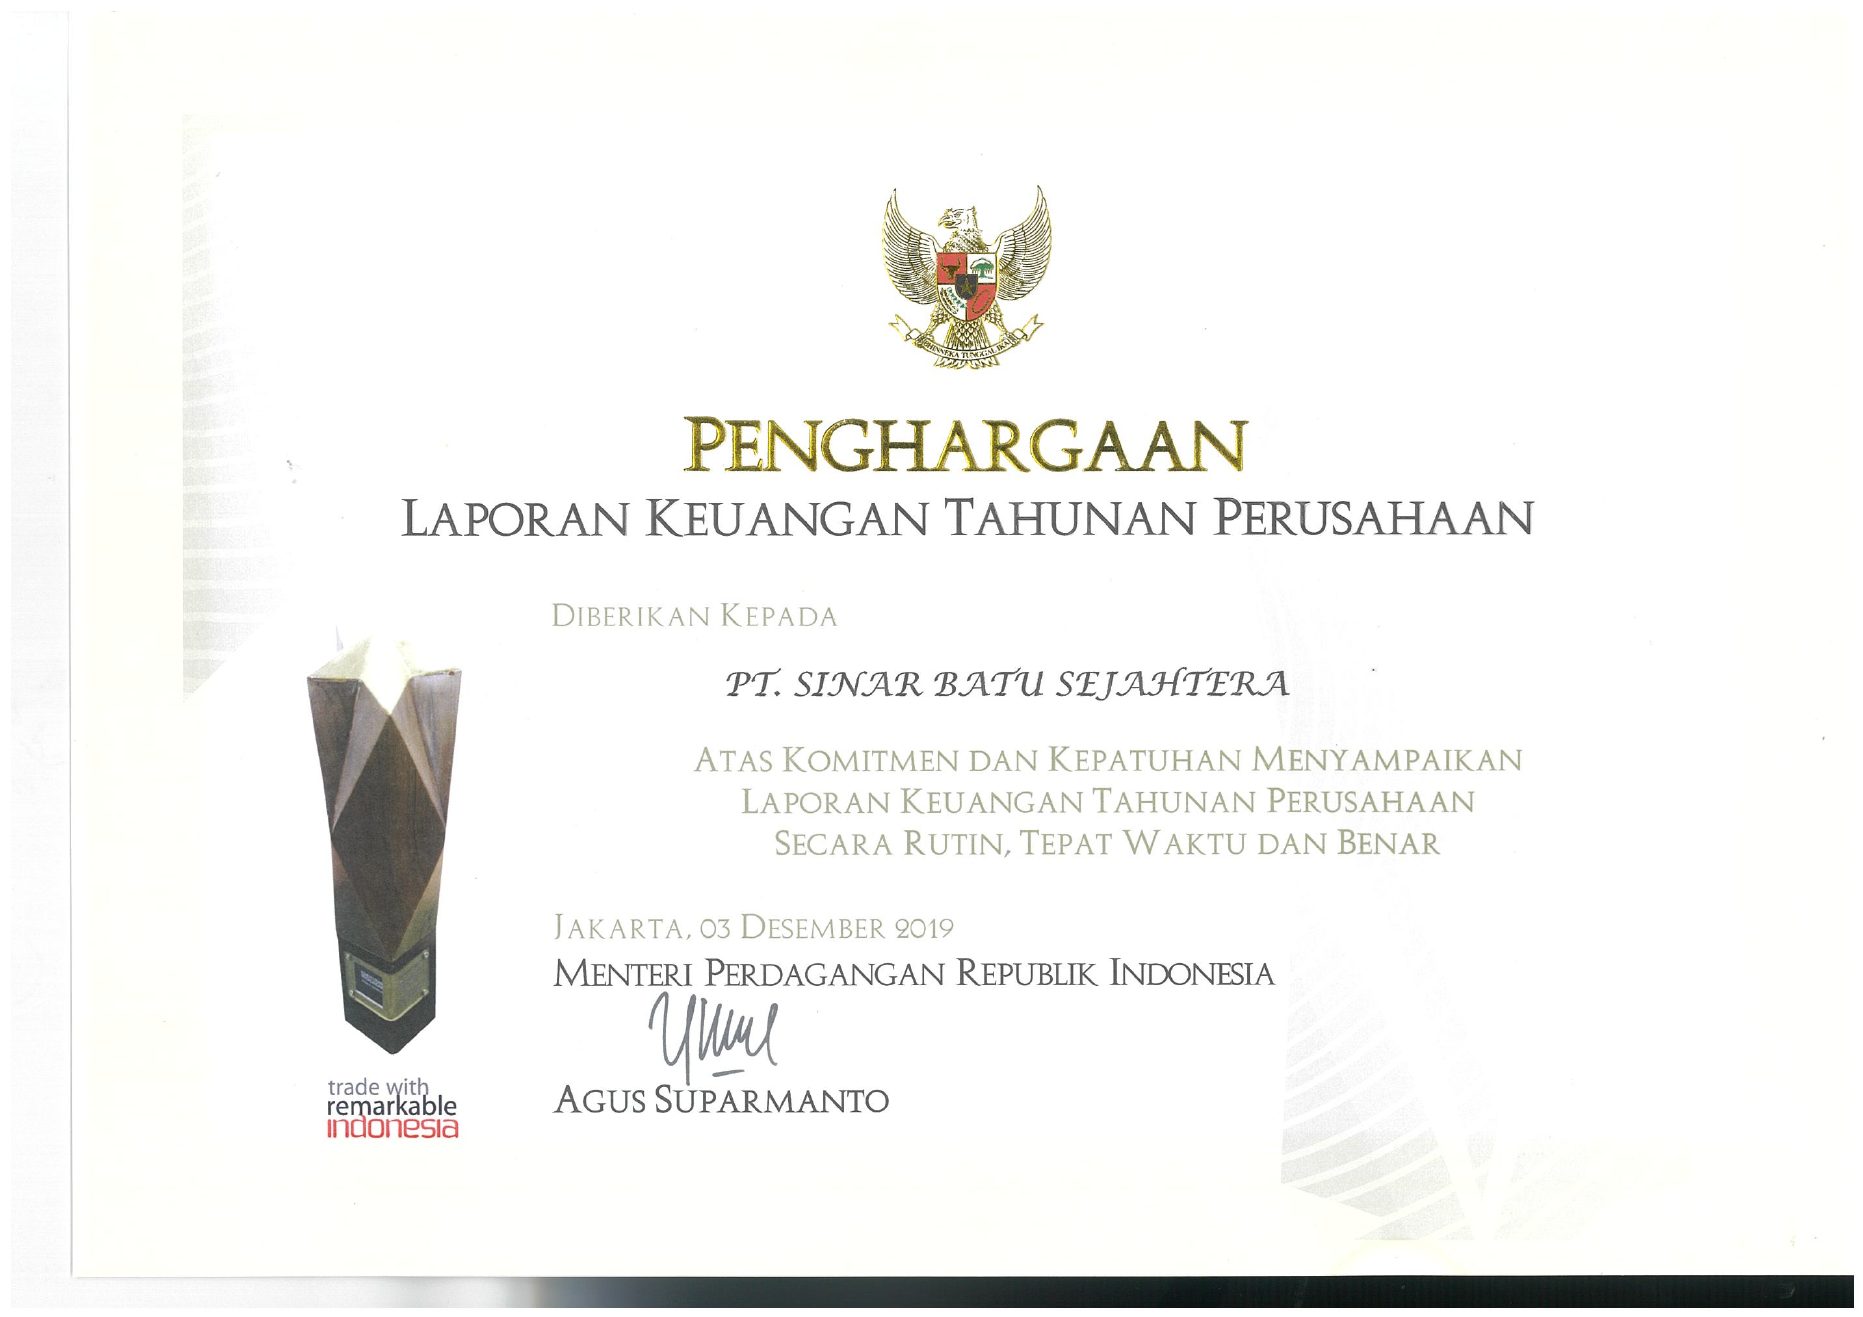 BHINNEKA TUNGGAL IKA
PENGHARGAAN
LAPORAN KEUANGAN TAHUNAN PERUSAHAAN
DIBERIKAN KEPADA
PT. SINAR BATU SEJAHTERA
ATAS KOMITMEN DAN KEPATUHAN MENYAMPAIKAN
LAPORAN KEUANGAN TAHUNAN PERUSAHAAN
SECARA RUTIN, TEPAT WAKTU DAN BENAR
JAKARTA, 03 DESEMBER 2019
MENTERI PERDAGANGAN REPUBLIK INDONESIA
AGUS SUPARMANTO
trade with
remarkable
indonesia